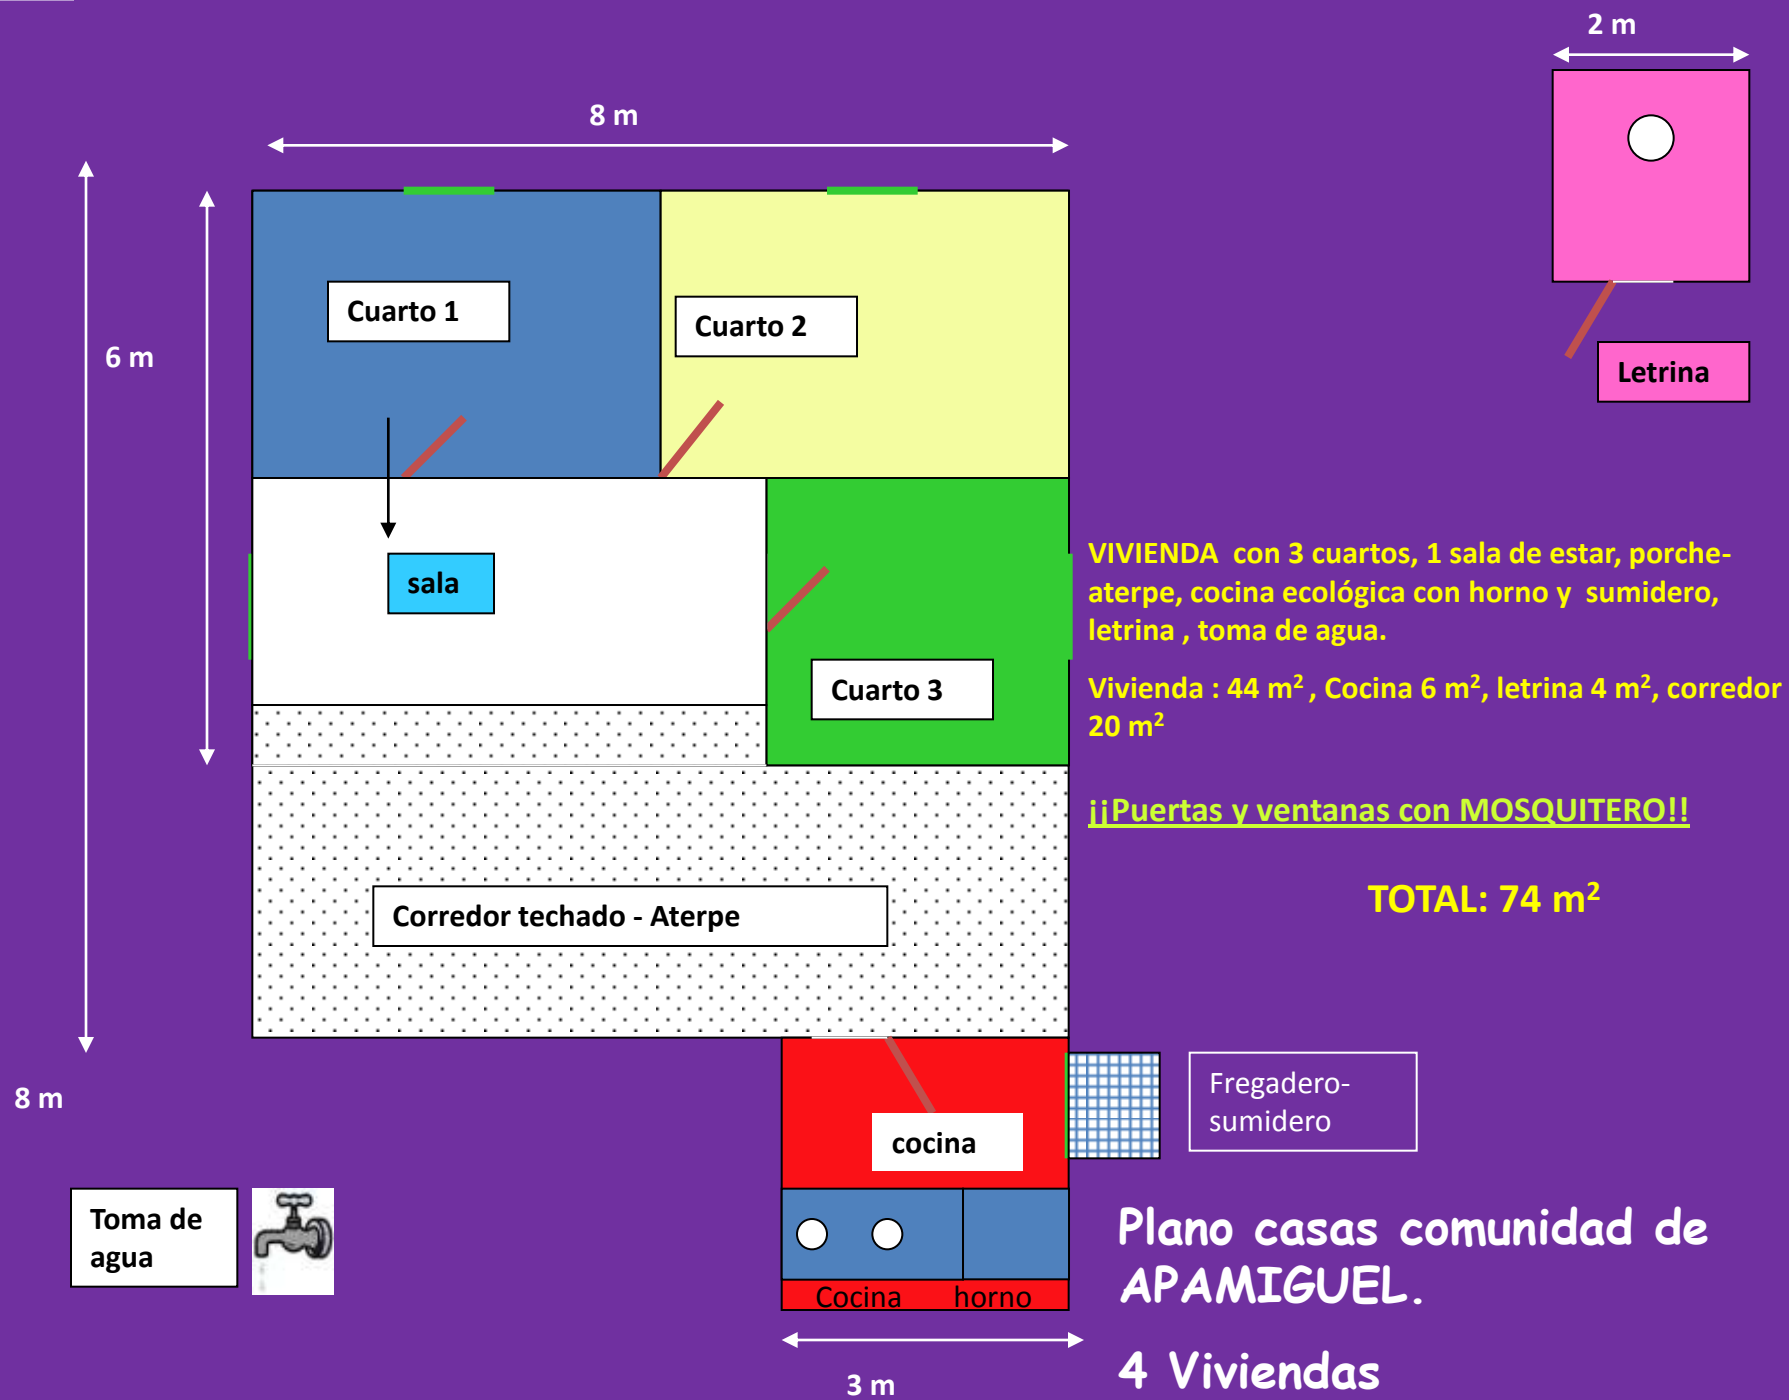 2 m
8 m
6 m
Cuarto 1
Cuarto 2
Letrina
sala
Cuarto 3
VIVIENDA con 3 cuartos, 1 sala de estar, porche-
aterpe, cocina ecológica con horno y sumidero,
letrina , toma de agua.
Vivienda : 44 m², Cocina 6 m², letrina 4 m², corredor
20 m²
¡¡Puertas y ventanas con MOSQUITERO!!
TOTAL: 74 m²
Corredor techado - Aterpe
8 m
Fregadero-
sumidero
cocina
Toma de
agua
Cocina horno
3 m
Plano casas comunidad de
APAMIGUEL.
4 Viviendas